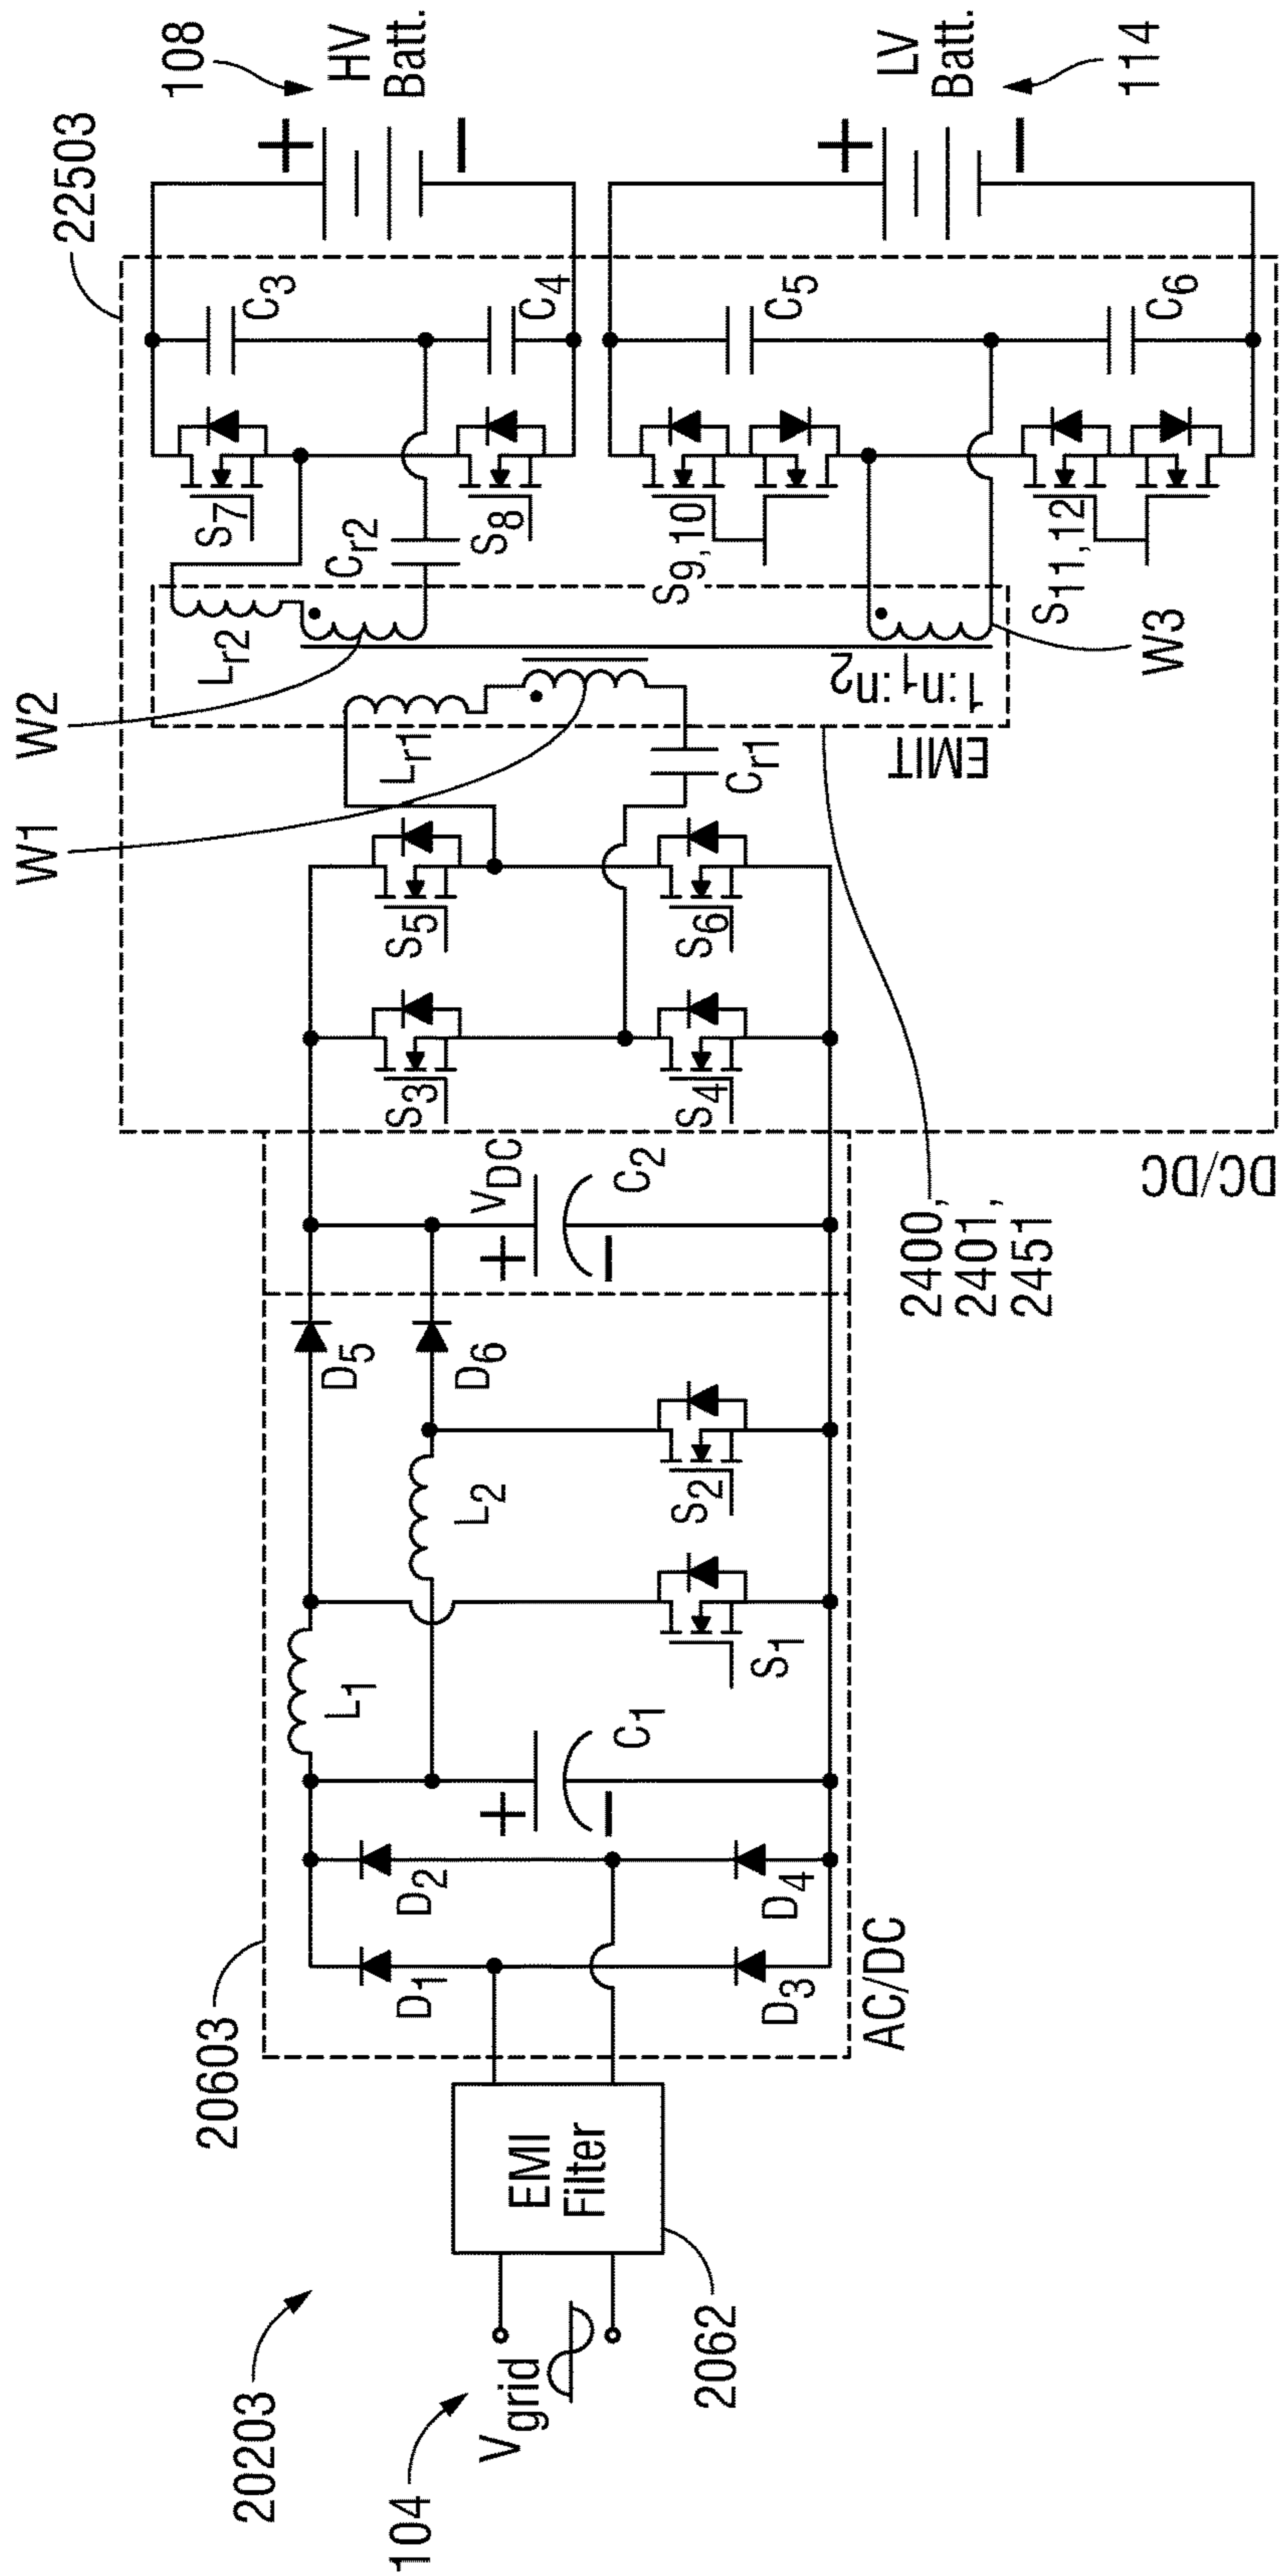 20203
104
Vgrid
EMI
Filter
2062
20603
AC/DC
D1
D2
D3
D4
+
C1
−
L1
L2
S1
S2
D5
D6
+
VDC
C2
−
DC/DC
22503
S3
S4
S5
S6
W1
W2
Lr1
Cr1
Lr2
Cr2
1:n1:n2
EMIT
2400,
2401,
2451
W3
S7
S8
S9,10
S11,12
C3
C4
C5
C6
108
+
HV
Batt.
−
+
LV
Batt.
−
114